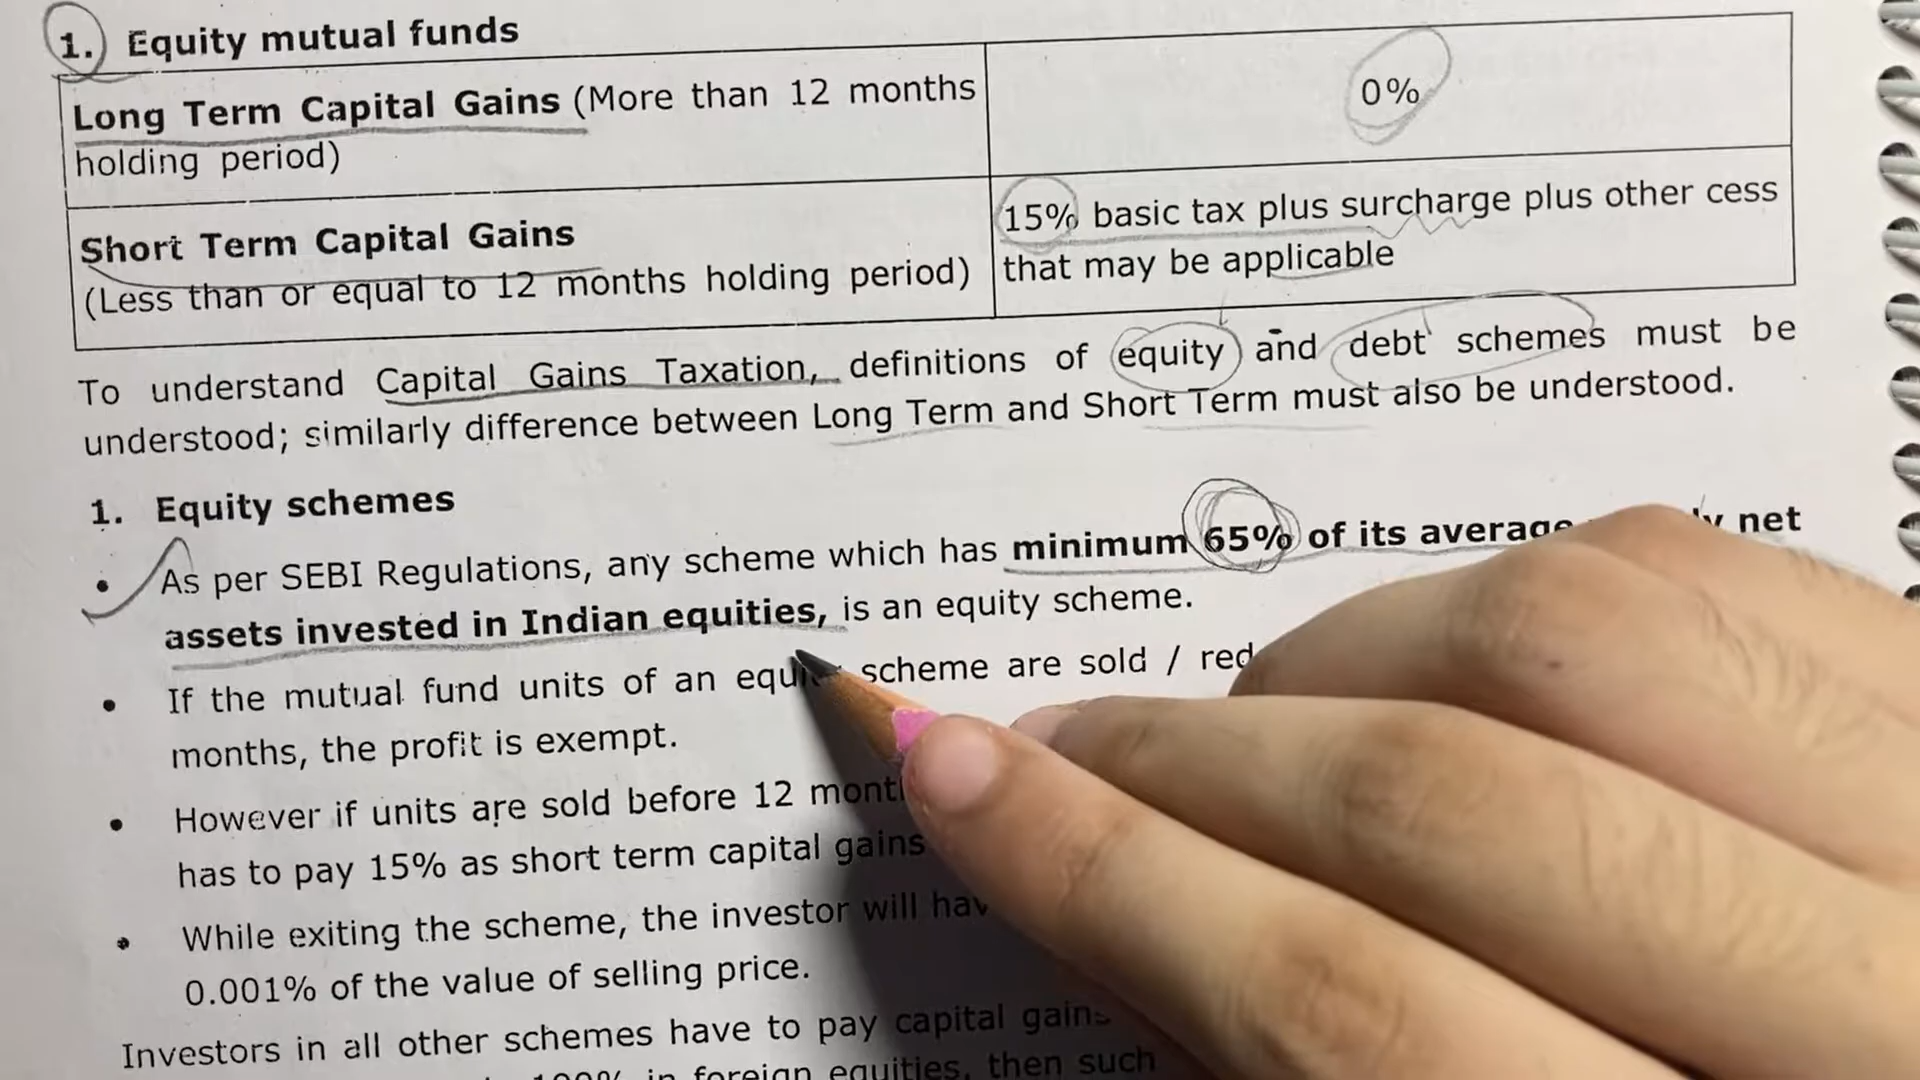 1. Equity mutual funds
Long Term Capital Gains (More than 12 months
holding period)
0%
Short Term Capital Gains
(Less than or equal to 12 months holding period)
15% basic tax plus surcharge plus other cess
that may be applicable
To understand Capital Gains Taxation, definitions of equity and debt schemes must be
understood; similarly difference between Long Term and Short Term must also be understood.
1. Equity schemes
• As per SEBI Regulations, any scheme which has minimum 65% of its average net
assets invested in Indian equities, is an equity scheme.
• If the mutual fund units of an scheme are sold /
months, the profit is exempt.
• However if units are sold before 12
has to pay 15% as short term capital gains
• While exiting the scheme, the investor will
0.001% of the value of selling price.
Investors in all other schemes have to pay capital gains
100% in foreign equities, then such